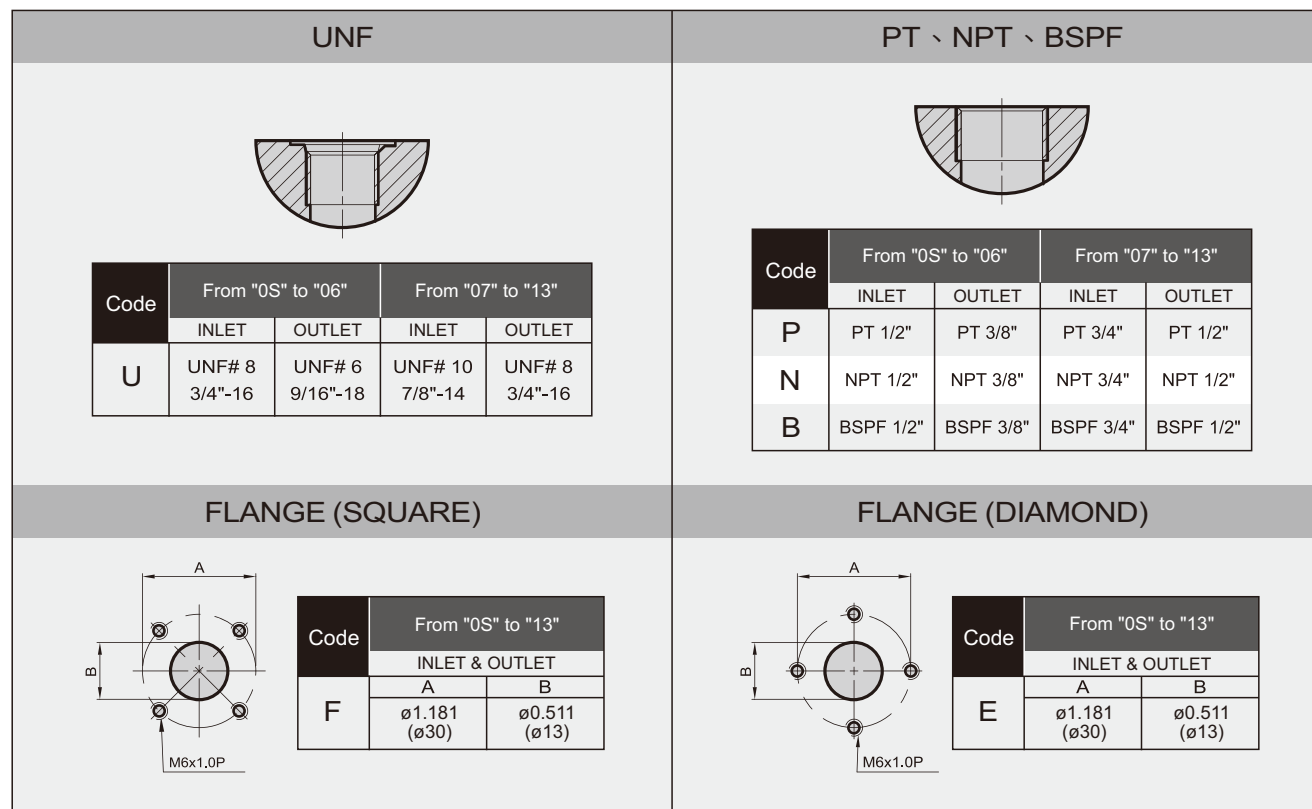 UNF
Code
From "0S" to "06"
From "07" to "13"
INLET
OUTLET
INLET
OUTLET
U
UNF# 8
3/4"-16
UNF# 6
9/16"-18
UNF# 10
7/8"-14
UNF# 8
3/4"-16
PT、NPT、BSPF
Code
From "0S" to "06"
From "07" to "13"
INLET
OUTLET
INLET
OUTLET
P
PT 1/2"
PT 3/8"
PT 3/4"
PT 1/2"
N
NPT 1/2"
NPT 3/8"
NPT 3/4"
NPT 1/2"
B
BSPF 1/2"
BSPF 3/8"
BSPF 3/4"
BSPF 1/2"
FLANGE (SQUARE)
A
B
M6x1.0P
Code
From "0S" to "13"
INLET & OUTLET
A
B
F
ø1.181
(ø30)
ø0.511
(ø13)
FLANGE (DIAMOND)
A
B
M6x1.0P
Code
From "0S" to "13"
INLET & OUTLET
A
B
E
ø1.181
(ø30)
ø0.511
(ø13)